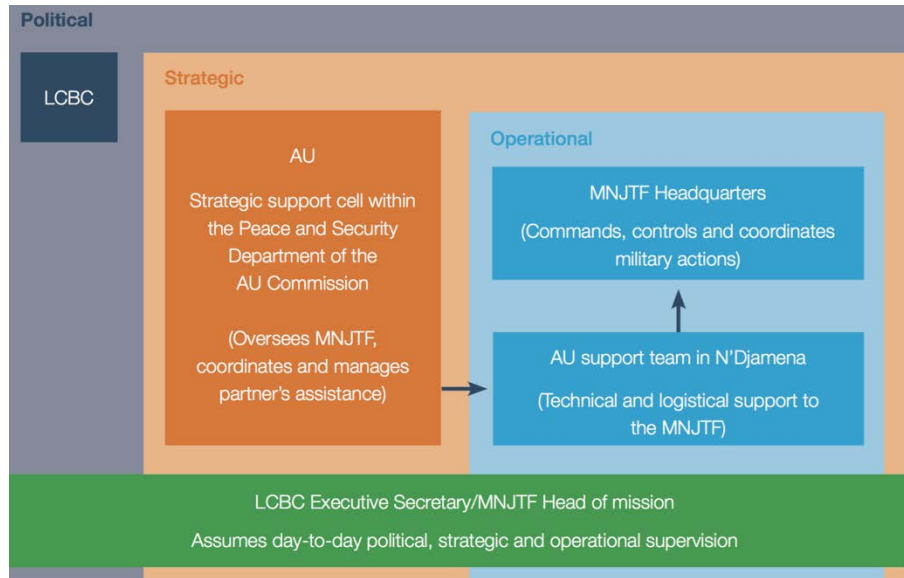 Political
LCBC
Strategic
AU
Strategic support cell within
the Peace and Security
Department of the
AU Commission
(Oversees MNJTF,
coordinates and manages
partner's assistance)
Operational
MNJTF Headquarters
(Commands, controls and coordinates
military actions)
AU support team in N'Djamena
(Technical and logistical support to
the MNJTF)
LCBC Executive Secretary/MNJTF Head of mission
Assumes day-to-day political, strategic and operational supervision